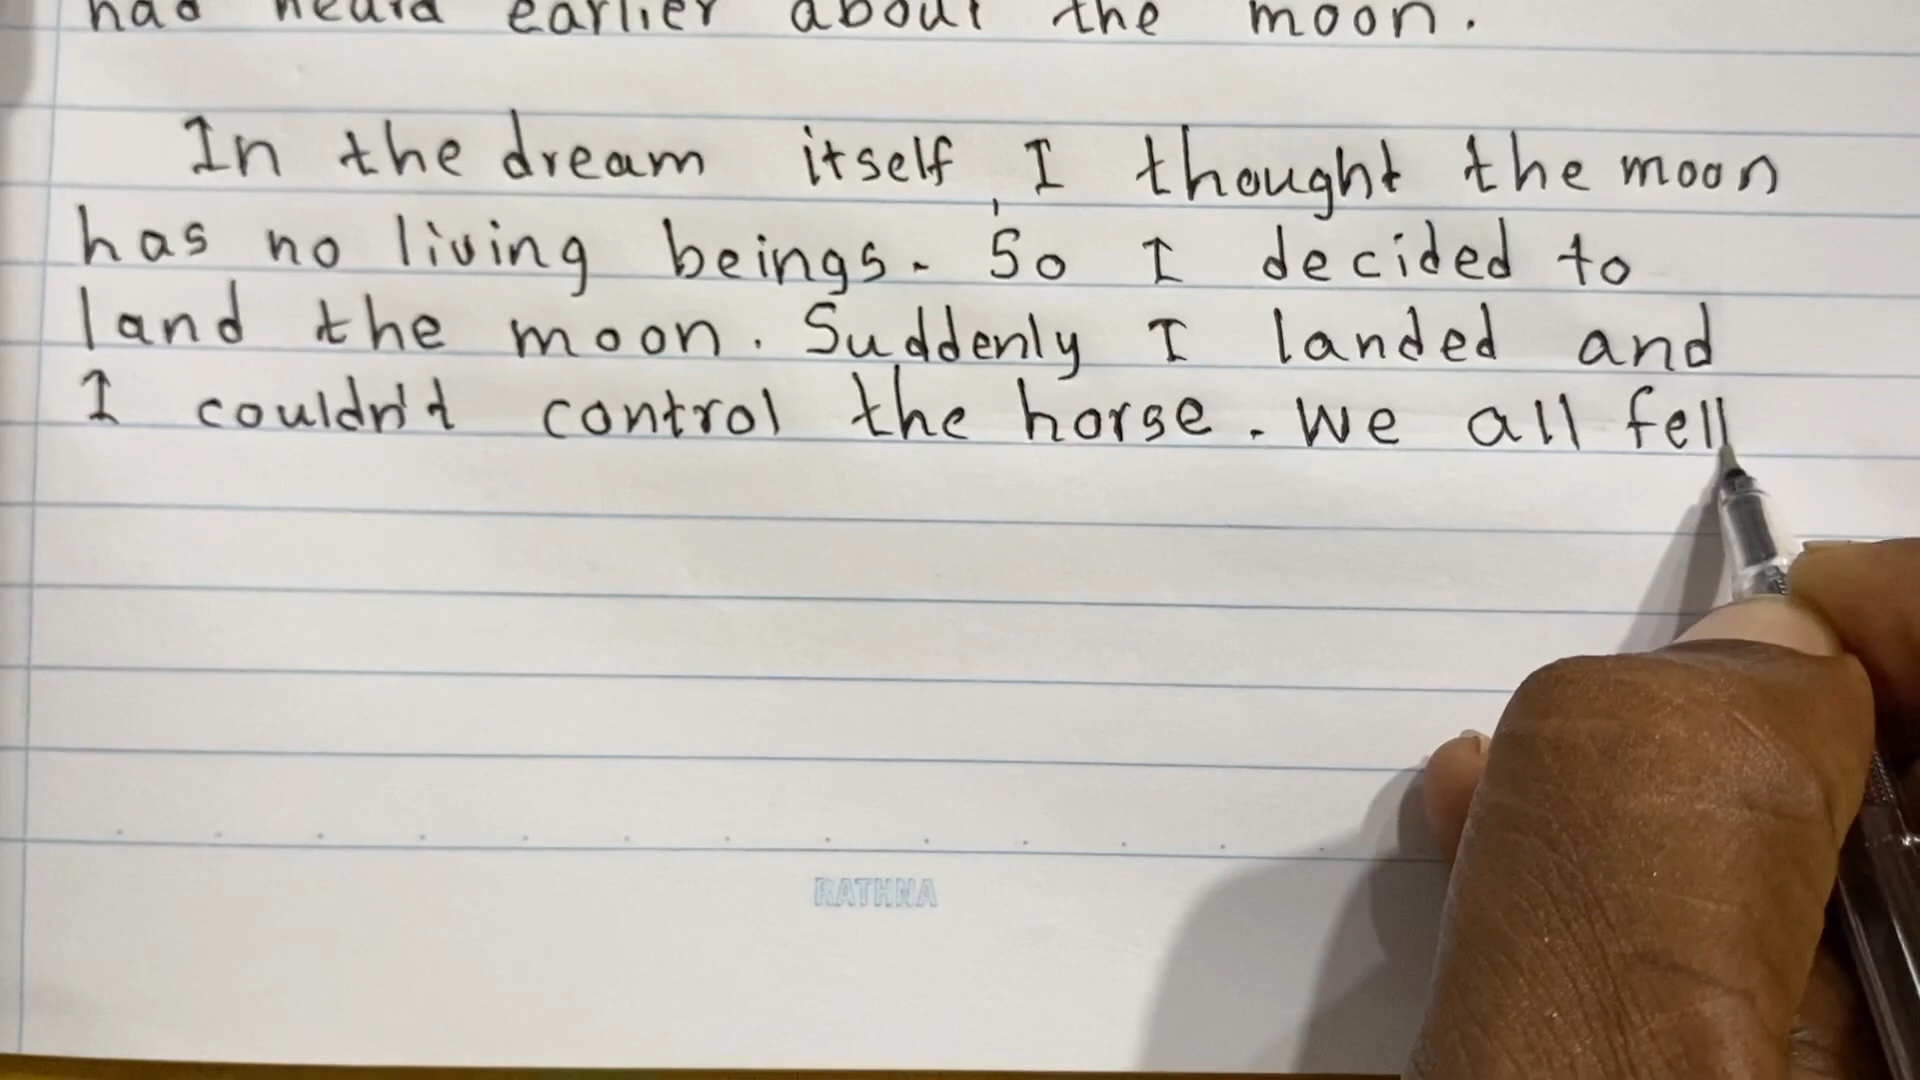 had heard earlier about the moon.
In the dream itself, I thought the moon
has no living beings. So I decided to
land the moon. Suddenly I landed and
I couldn't control the horse. We all fell
RATHNA